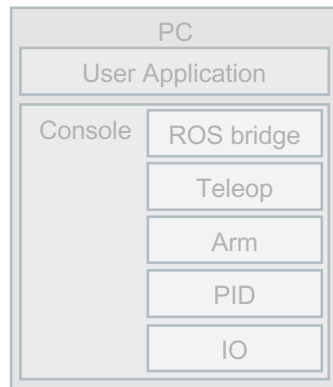 PC
User Application
Console
ROS bridge
Teleop
Arm
PID
IO